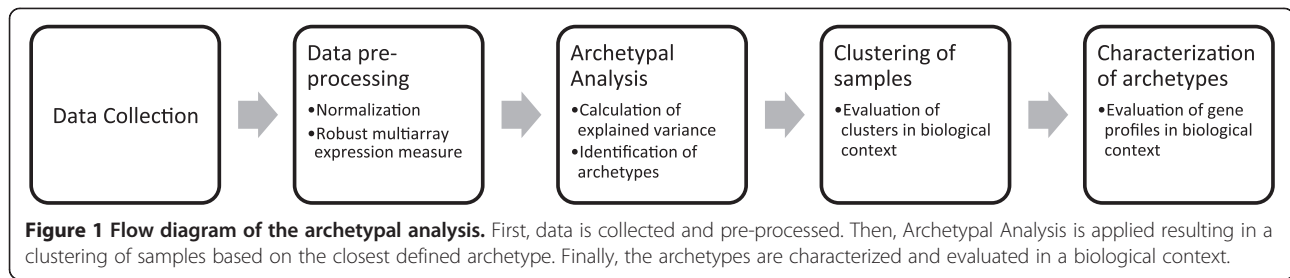 Data Collection
Data pre-
processing
•Normalization
•Robust multiarray
expression measure
Archetypal
Analysis
•Calculation of
explained variance
•Identification of
archetypes
Clustering of
samples
•Evaluation of
clusters in biological
context
Characterization
of archetypes
•Evaluation of gene
profiles in biological
context
Figure 1 Flow diagram of the archetypal analysis. First, data is collected and pre-processed. Then, Archetypal Analysis is applied resulting in a
clustering of samples based on the closest defined archetype. Finally, the archetypes are characterized and evaluated in a biological context.